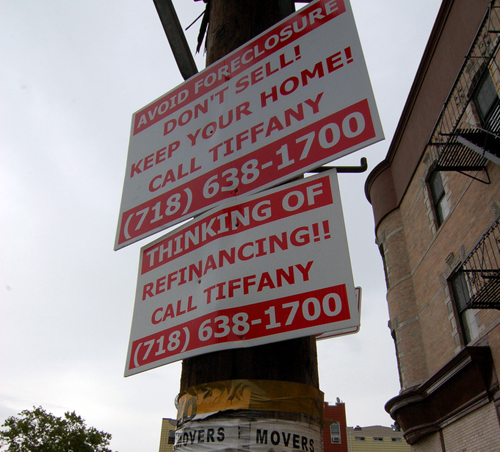 AVOID FORECLOSURE
DON'T SELL!
KEEP YOUR HOME!
CALL TIFFANY
(718) 638-1700
THINKING OF
REFINANCING!!
CALL TIFFANY
(718) 638-1700
MOVERS MOVERS